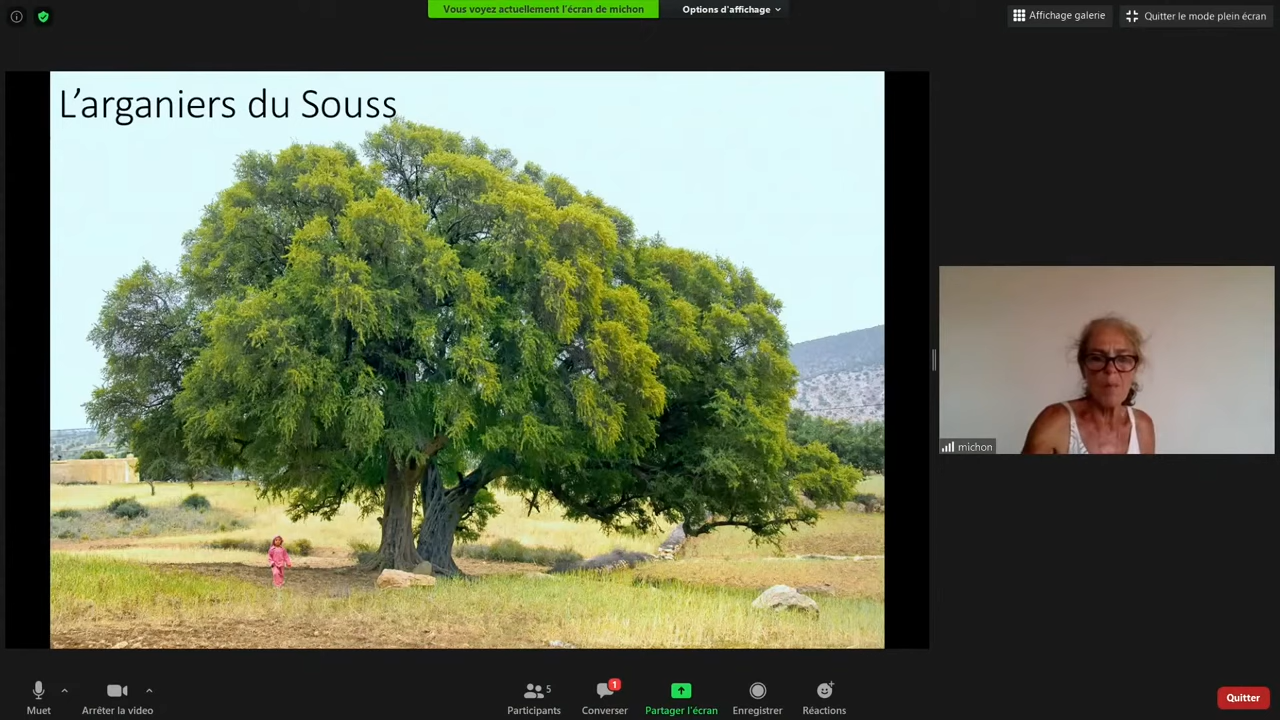 Vous voyez actuellement l'écran de michon
Options d'affichage
Affichage galerie
Quitter le mode plein écran
L'arganiers du Souss
michon
Muet
Arrêter la video
5
Participants
1
Converser
Partager l'écran
Enregistrer
Réactions
Quitter